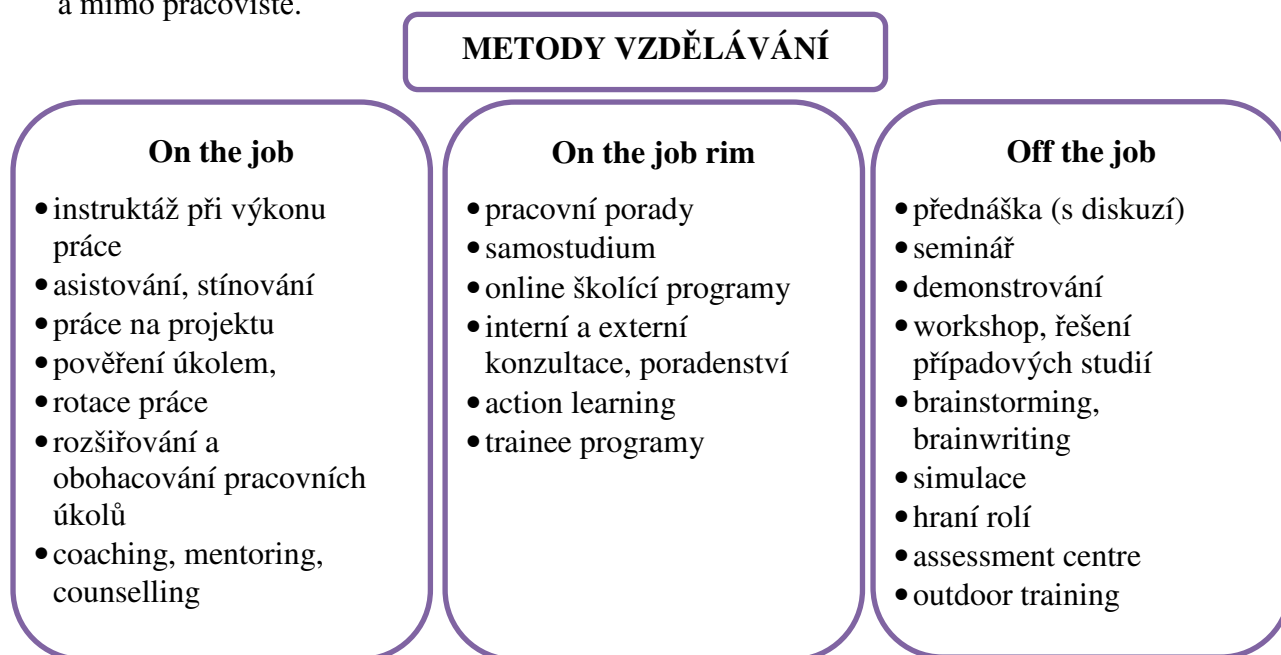 a mimo pracoviště.
METODY VZDĚLÁVÁNÍ
On the job
• instruktáž při výkonu
práce
• asistování, stínování
• práce na projektu
• pověření úkolem,
• rotace práce
• rozšiřování a
obohacování pracovních
úkolů
• coaching, mentoring,
counselling
On the job rim
• pracovní porady
• samostudium
• online školící programy
• interní a externí
konzultace, poradenství
• action learning
• trainee programy
Off the job
• přednáška (s diskuzí)
• seminář
• demonstrování
• workshop, řešení
případových studií
• brainstorming,
brainwriting
• simulace
• hraní rolí
• assessment centre
• outdoor training